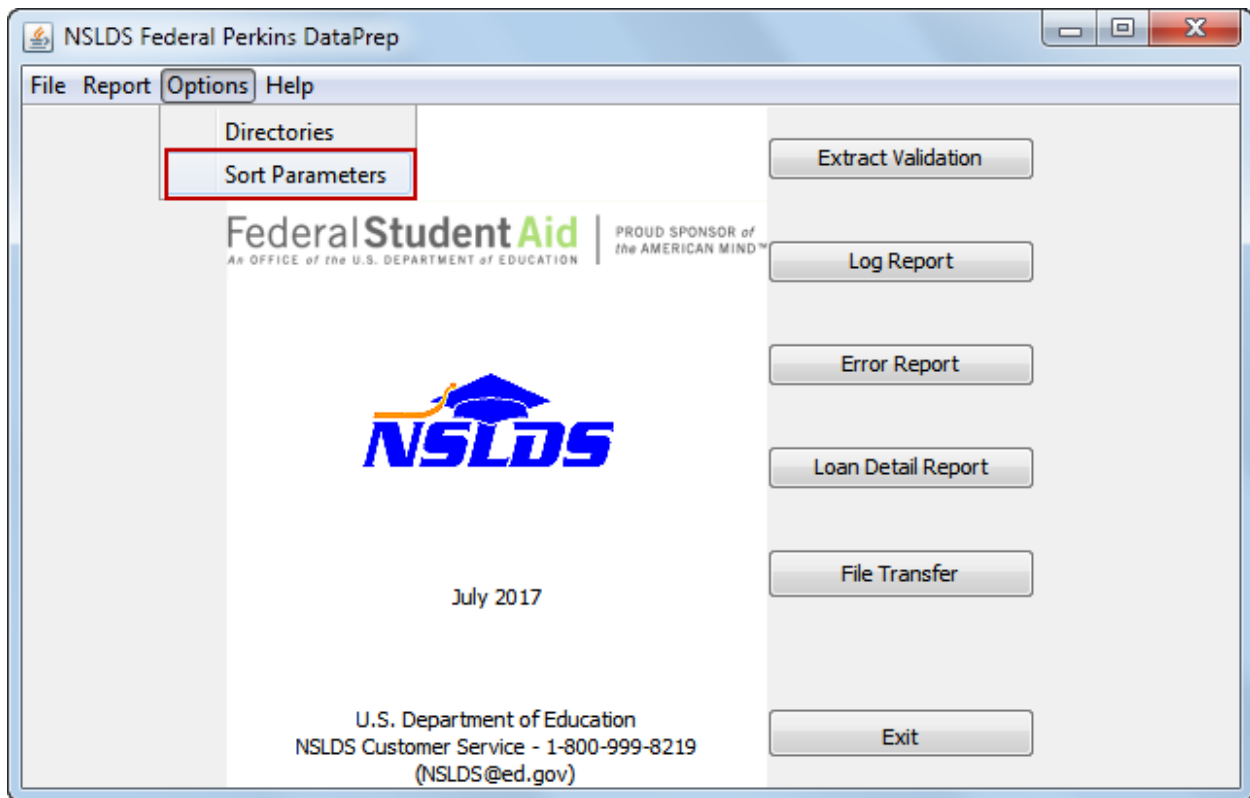 NSLDS Federal Perkins DataPrep
File Report Options Help
Directories
Sort Parameters
Federal Student Aid
An OFFICE of the U.S. DEPARTMENT of EDUCATION
PROUD SPONSOR of
the AMERICAN MIND™
NSLDS
July 2017
U.S. Department of Education
NSLDS Customer Service - 1-800-999-8219
(NSLDS@ed.gov)
Extract Validation
Log Report
Error Report
Loan Detail Report
File Transfer
Exit